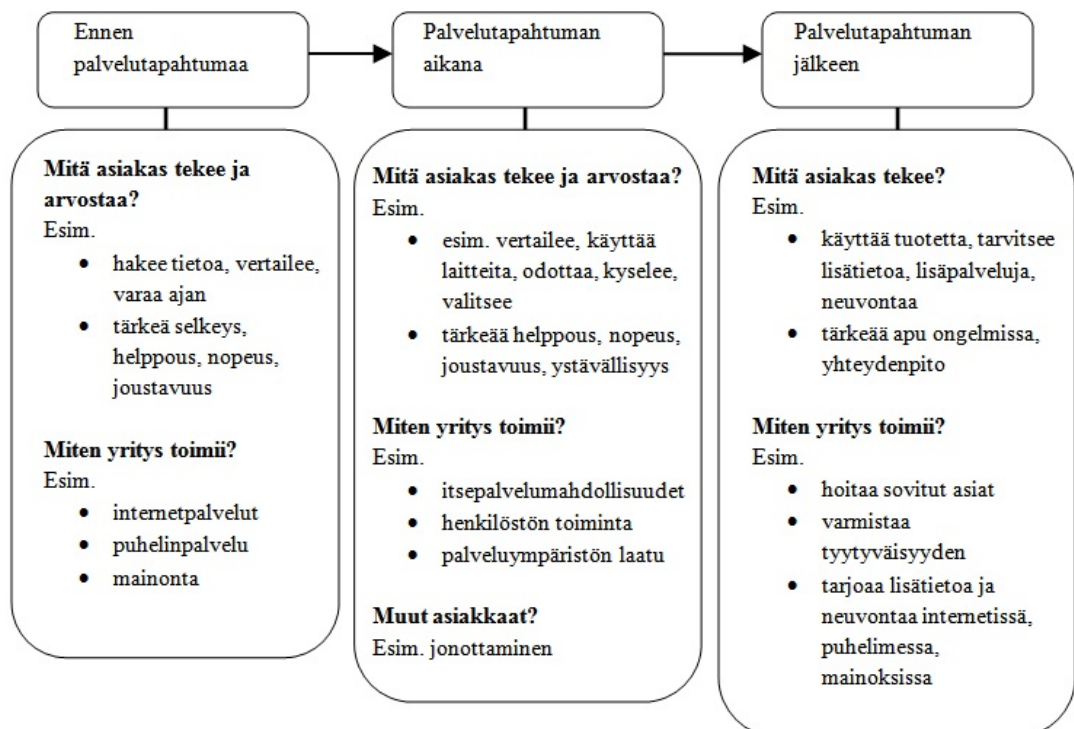 Ennen
palvelutapahtumaa
Palvelutapahtuman
aikana
Palvelutapahtuman
jälkeen
Mitä asiakas tekee ja
arvostaa?
Esim.
• hakee tietoa, vertailee,
varaa ajan
• tärkeä selkeys,
helppous, nopeus,
joustavuus
Miten yritys toimii?
Esim.
• internetpalvelut
• puhelinpalvelu
• mainonta
Mitä asiakas tekee ja arvostaa?
Esim.
• esim. vertailee, käyttää
laitteita, odottaa, kyselee,
valitsee
• tärkeää helppous, nopeus,
joustavuus, ystävällisyys
Miten yritys toimii?
Esim.
• itsepalvelumahdollisuudet
• henkilöstön toiminta
• palveluympäristön laatu
Muut asiakkaat?
Esim. jonottaminen
Mitä asiakas tekee?
Esim.
• käyttää tuotetta, tarvitsee
lisätietoa, lisäpalveluja,
neuvontaa
• tärkeää apu ongelmissa,
yhteydenpito
Miten yritys toimii?
Esim.
• hoitaa sovitut asiat
• varmistaa
tyytyväisyyden
• tarjoaa lisätietoa ja
neuvontaa internetissä,
puhelimessa,
mainoksissa